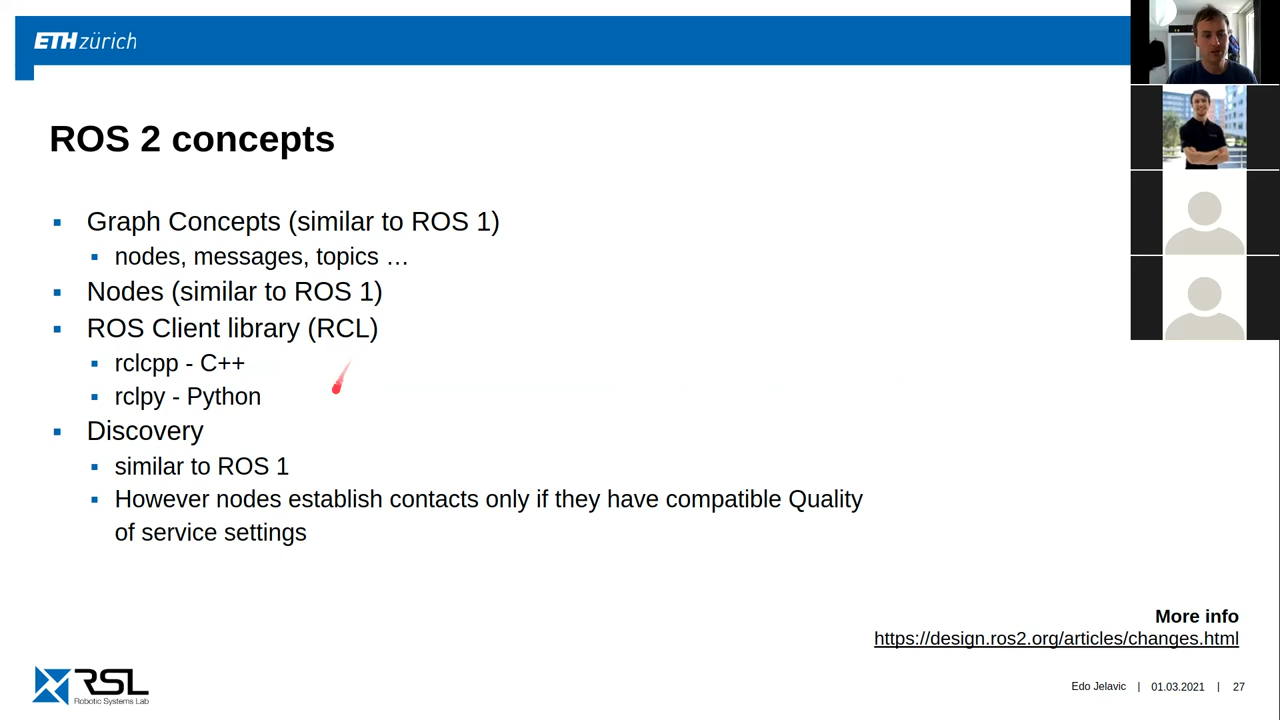 ETH zürich
ROS 2 concepts
Graph Concepts (similar to ROS 1)
nodes, messages, topics …
Nodes (similar to ROS 1)
ROS Client library (RCL)
rclcpp - C++
rclpy - Python
Discovery
similar to ROS 1
However nodes establish contacts only if they have compatible Quality
of service settings
More info
https://design.ros2.org/articles/changes.html
RSL
Robotic Systems Lab
Edo Jelavic | 01.03.2021 | 27